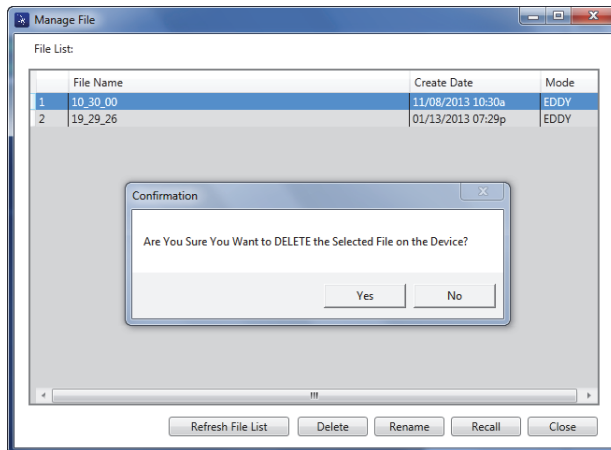 Manage File
File List:
File Name Create Date Mode
1 10_30_00 11/08/2013 10:30a EDDY
2 19_29_26 01/13/2013 07:29p EDDY
Confirmation
Are You Sure You Want to DELETE the Selected File on the Device?
Yes No
Refresh File List Delete Rename Recall Close